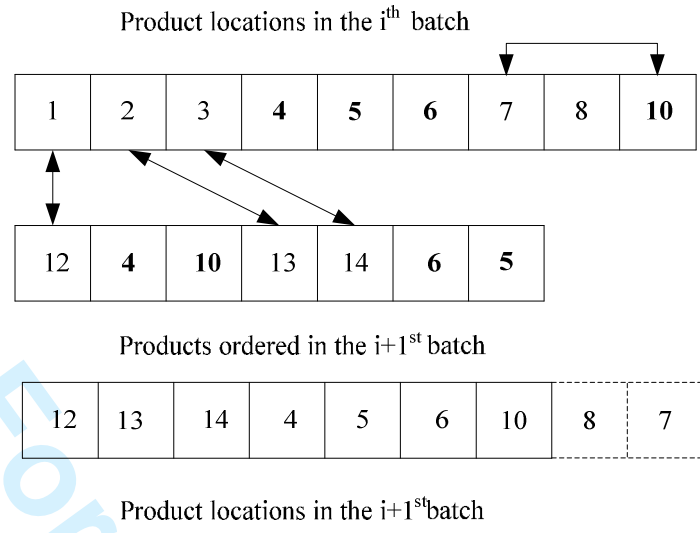 Product locations in the iᵗʰ batch
1 2 3 4 5 6 7 8 10
12 4 10 13 14 6 5
Products ordered in the i+1ˢᵗ batch
12 13 14 4 5 6 10 8 7
Product locations in the i+1ˢᵗbatch
For